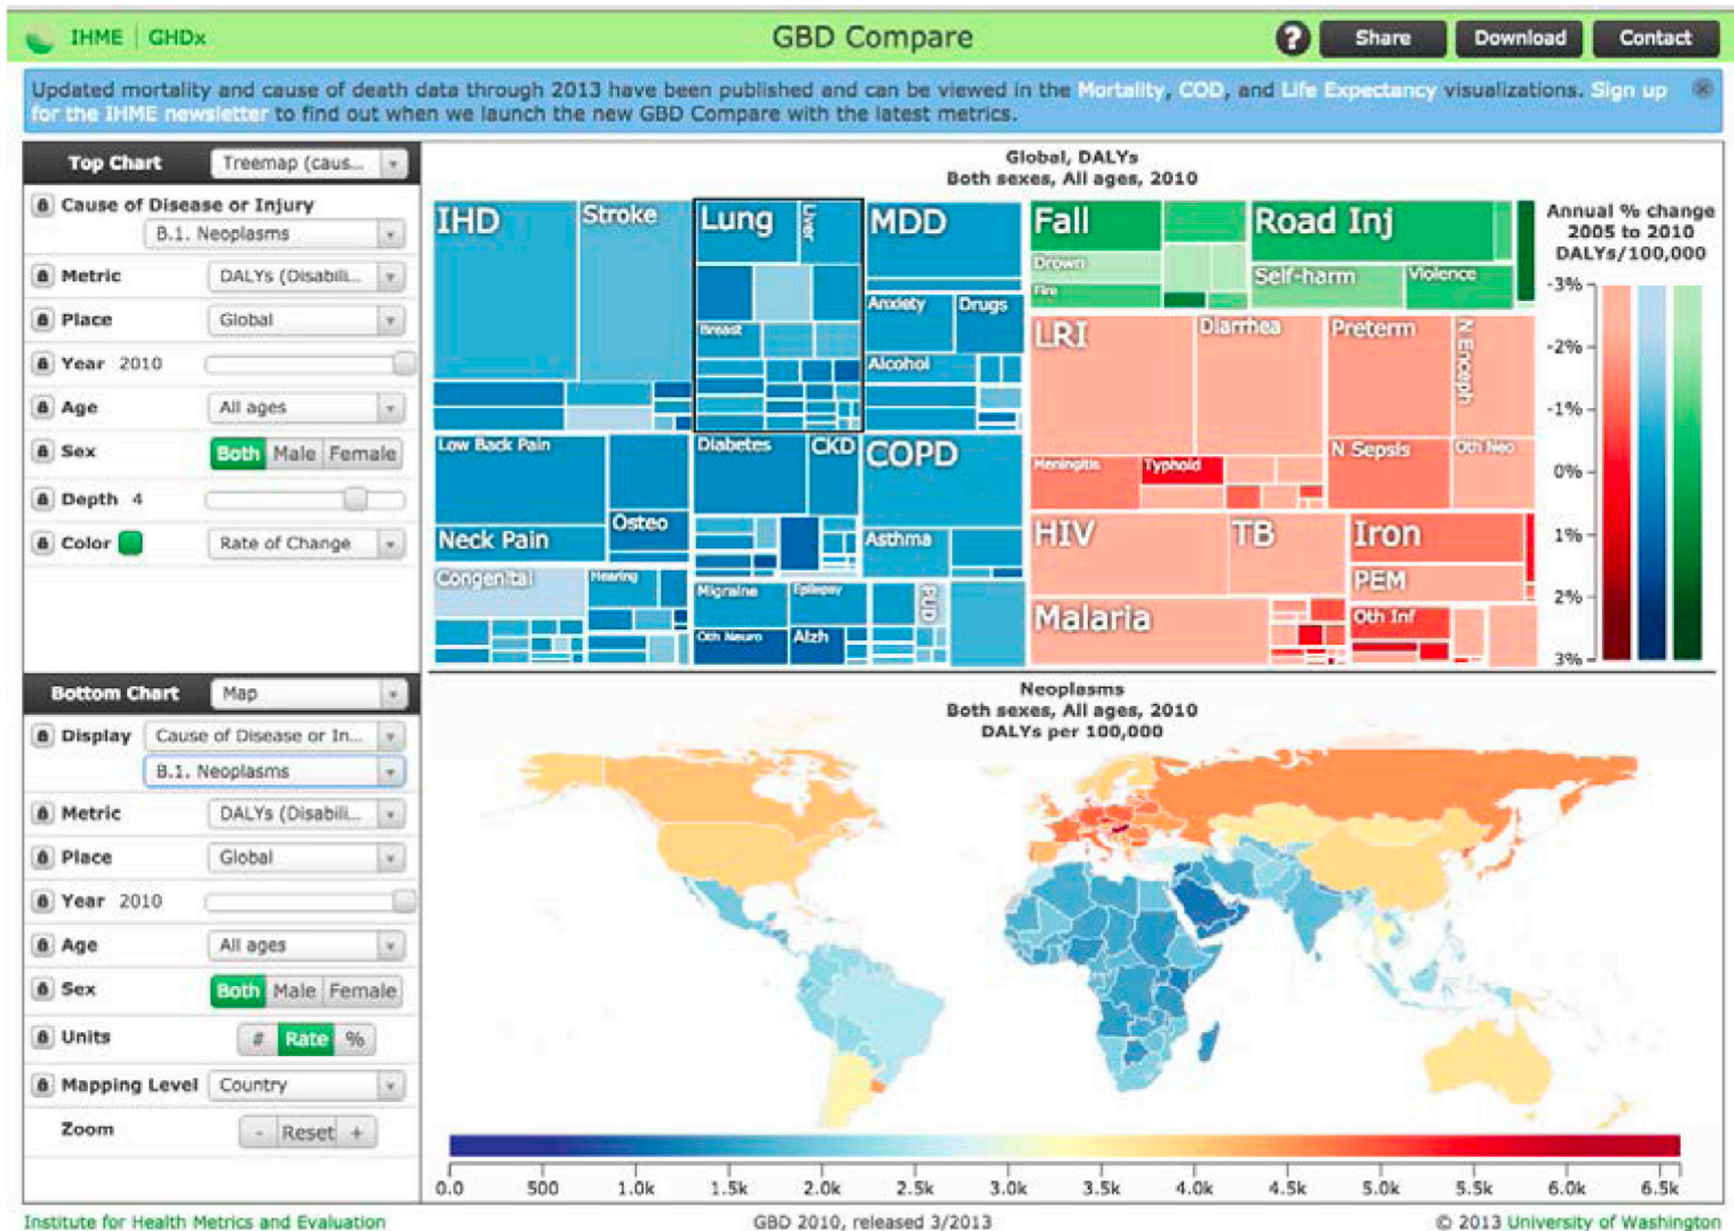 IHME | GHDx
GBD Compare
? Share Download Contact
Updated mortality and cause of death data through 2013 have been published and can be viewed in the Mortality, COD, and Life Expectancy visualizations. Sign up
for the IHME newsletter to find out when we launch the new GBD Compare with the latest metrics.
Top Chart Treemap (caus...
Cause of Disease or Injury
B.1. Neoplasms
Metric DALYs (Disabili...
Place Global
Year 2010
Age All ages
Sex Both Male Female
Depth 4
Color Rate of Change
Global, DALYs
Both sexes, All ages, 2010
IHD
Stroke
Lung
Liver
MDD
Breast
Anxiety
Drugs
Alcohol
Low Back Pain
Neck Pain
Osteo
Diabetes
CKD
COPD
Asthma
Congenital
Hearing
Migraine
Epilepsy
PUD
Oth Neuro
Alzh
Fall
Drown
Fire
Road Inj
Self-harm
Violence
LRI
Diarrhea
Preterm
N Enceph
Meningitis
Typhoid
N Sepsis
Oth Neo
HIV
TB
Iron
PEM
Malaria
Oth Inf
Annual % change
2005 to 2010
DALYs/100,000
-3%
-2%
-1%
0%
1%
2%
3%
Bottom Chart Map
Display Cause of Disease or In...
B.1. Neoplasms
Metric DALYs (Disabili...
Place Global
Year 2010
Age All ages
Sex Both Male Female
Units # Rate %
Mapping Level Country
Zoom - Reset +
Neoplasms
Both sexes, All ages, 2010
DALYs per 100,000
0.0 500 1.0k 1.5k 2.0k 2.5k 3.0k 3.5k 4.0k 4.5k 5.0k 5.5k 6.0k 6.5k
Institute for Health Metrics and Evaluation
GBD 2010, released 3/2013
© 2013 University of Washington